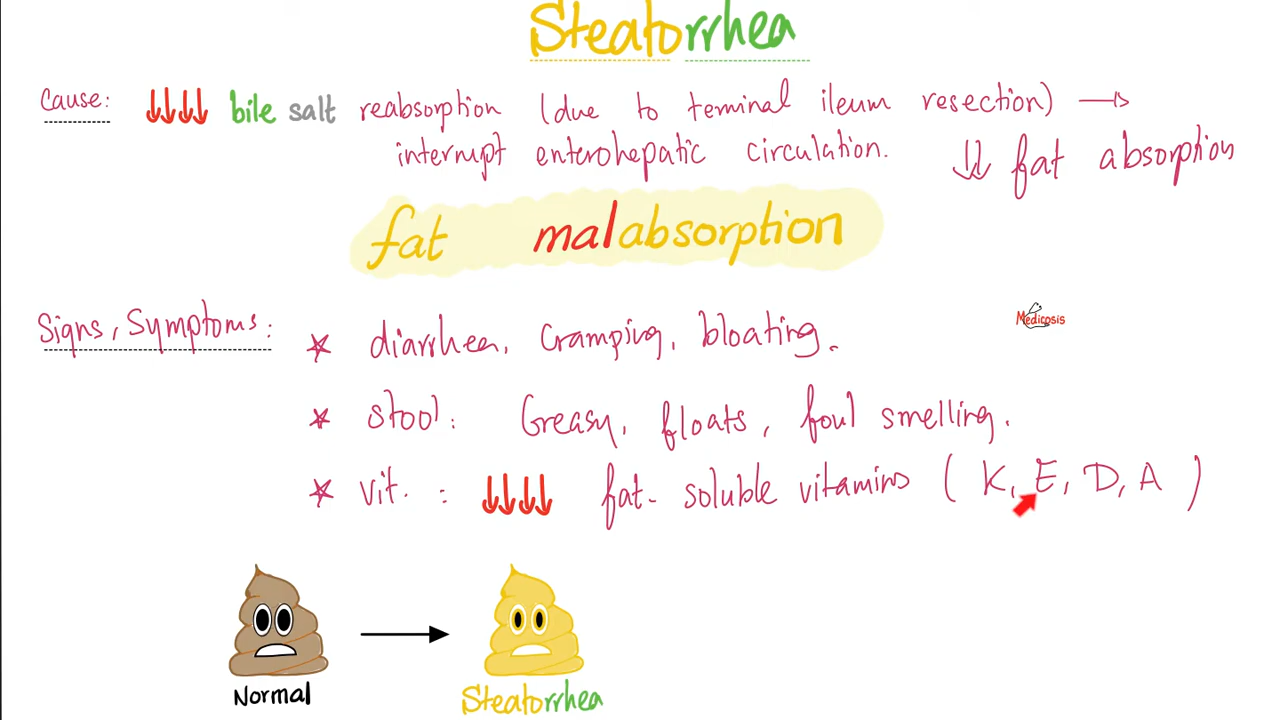 Steatorrhea
Cause: ↓↓↓↓ bile salt reabsorption (due to terminal ileum resection) →
interrupt enterohepatic circulation. ↓↓ fat absorption
fat malabsorption
Signs, Symptoms:
* diarrhea, cramping, bloating.
Medicosis
* stool: Greasy, floats, foul smelling.
* vit. : ↓↓↓↓ fat-soluble vitamins (K, E, D, A)
Normal
Steatorrhea